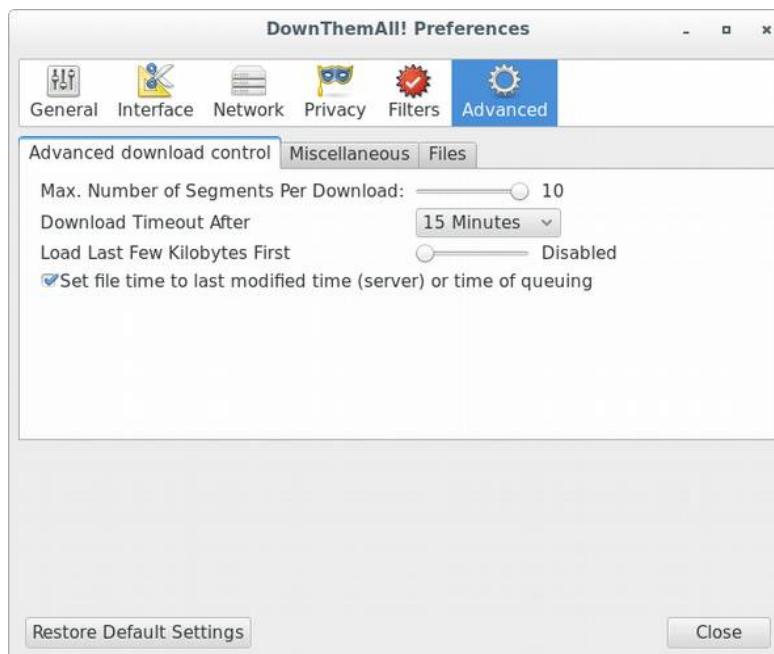 DownThemAll! Preferences
General Interface Network Privacy Filters Advanced
Advanced download control Miscellaneous Files
Max. Number of Segments Per Download: 10
Download Timeout After 15 Minutes
Load Last Few Kilobytes First Disabled
Set file time to last modified time (server) or time of queuing
Restore Default Settings Close